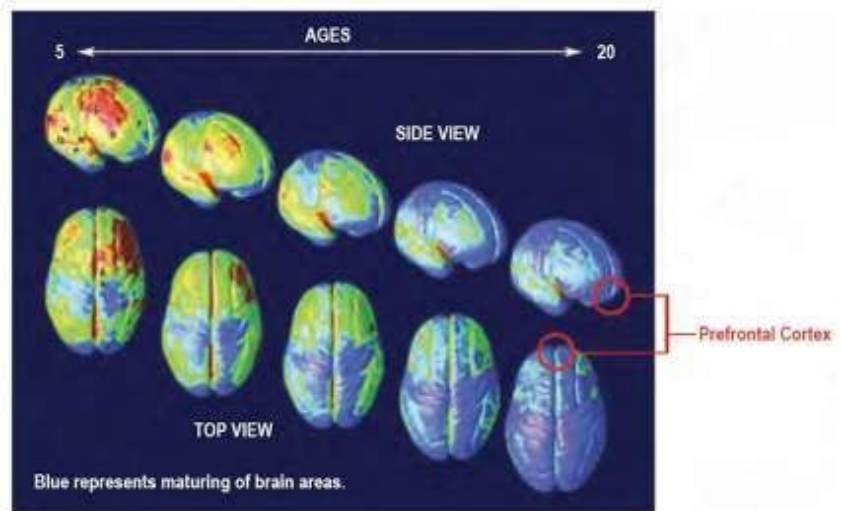 AGES
5
20
SIDE VIEW
Prefrontal Cortex
TOP VIEW
Blue represents maturing of brain areas.